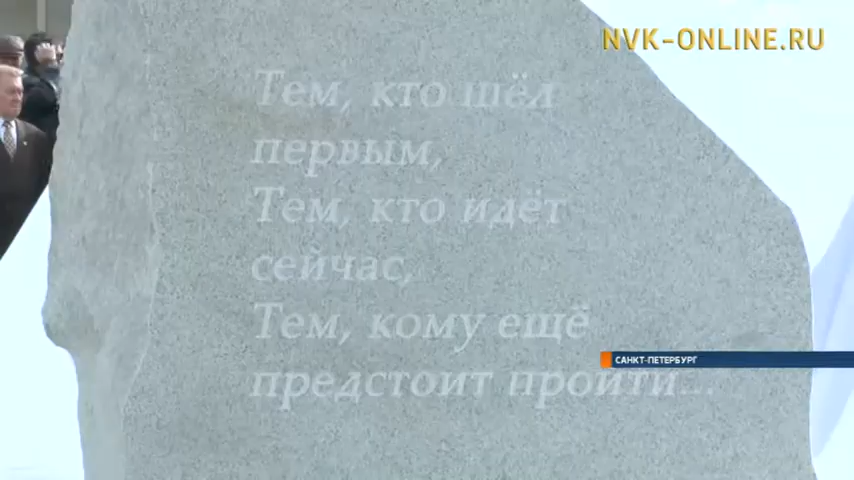 NVK-ONLINE.RU
Тем, кто шёл
первым,
Тем, кто идёт
сейчас,
Тем, кому ещё
САНКТ-ПЕТЕРБУРГ
предстоит пройти...